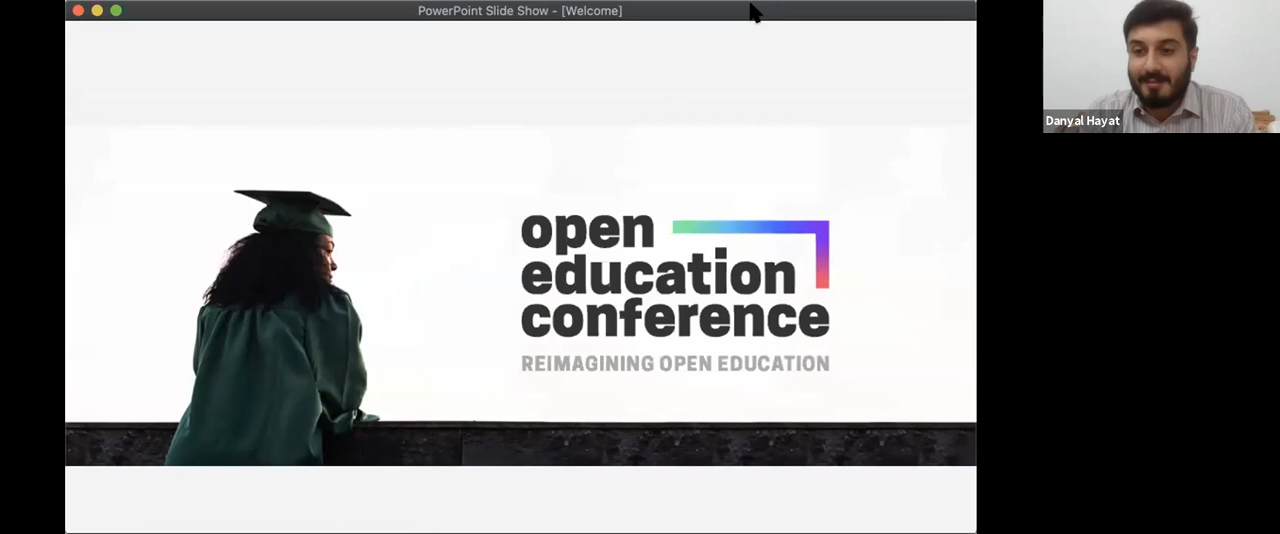 PowerPoint Slide Show - [Welcome]
open
education
conference
REIMAGINING OPEN EDUCATION
Danyal Hayat